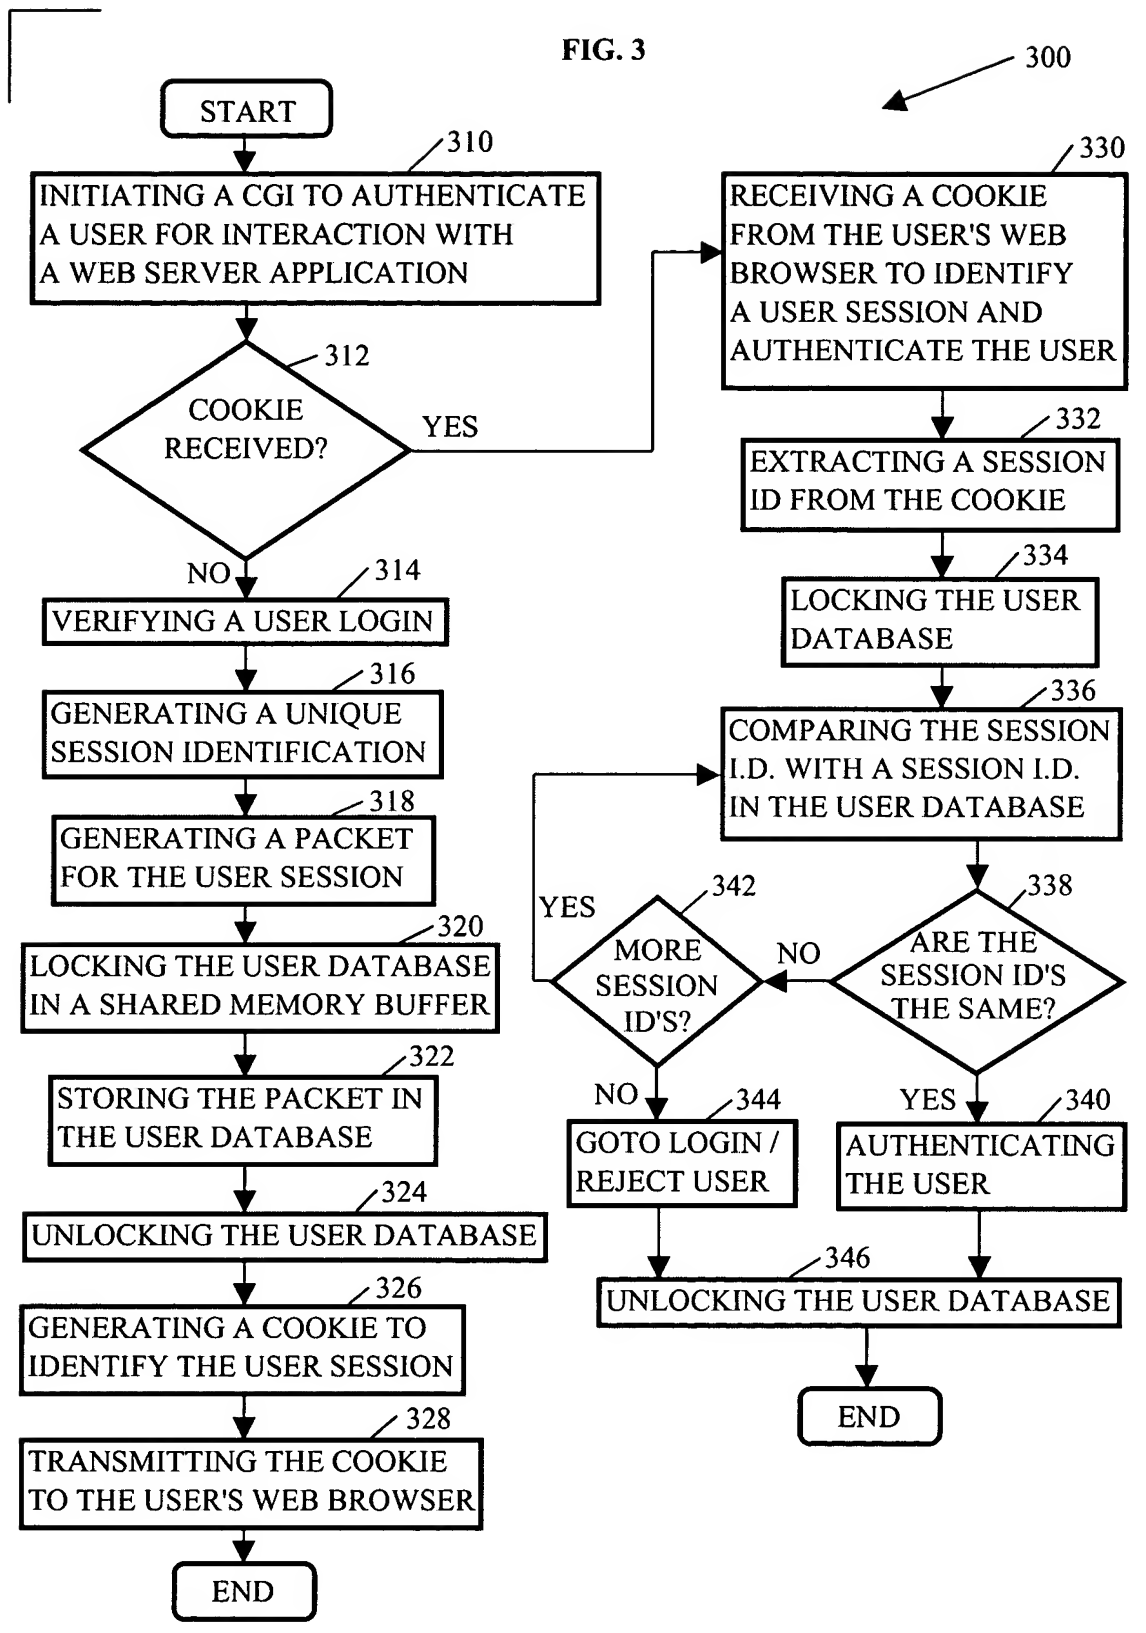 FIG. 3
300
START
310
INITIATING A CGI TO AUTHENTICATE
A USER FOR INTERACTION WITH
A WEB SERVER APPLICATION
312
COOKIE
RECEIVED?
YES
NO
314
VERIFYING A USER LOGIN
316
GENERATING A UNIQUE
SESSION IDENTIFICATION
318
GENERATING A PACKET
FOR THE USER SESSION
320
LOCKING THE USER DATABASE
IN A SHARED MEMORY BUFFER
322
STORING THE PACKET IN
THE USER DATABASE
324
UNLOCKING THE USER DATABASE
326
GENERATING A COOKIE TO
IDENTIFY THE USER SESSION
328
TRANSMITTING THE COOKIE
TO THE USER'S WEB BROWSER
END
330
RECEIVING A COOKIE
FROM THE USER'S WEB
BROWSER TO IDENTIFY
A USER SESSION AND
AUTHENTICATE THE USER
332
EXTRACTING A SESSION
ID FROM THE COOKIE
334
LOCKING THE USER
DATABASE
336
COMPARING THE SESSION
I.D. WITH A SESSION I.D.
IN THE USER DATABASE
338
ARE THE
SESSION ID'S
THE SAME?
NO
YES
342
MORE
SESSION
ID'S?
YES
NO
344
GOTO LOGIN /
REJECT USER
340
AUTHENTICATING
THE USER
346
UNLOCKING THE USER DATABASE
END